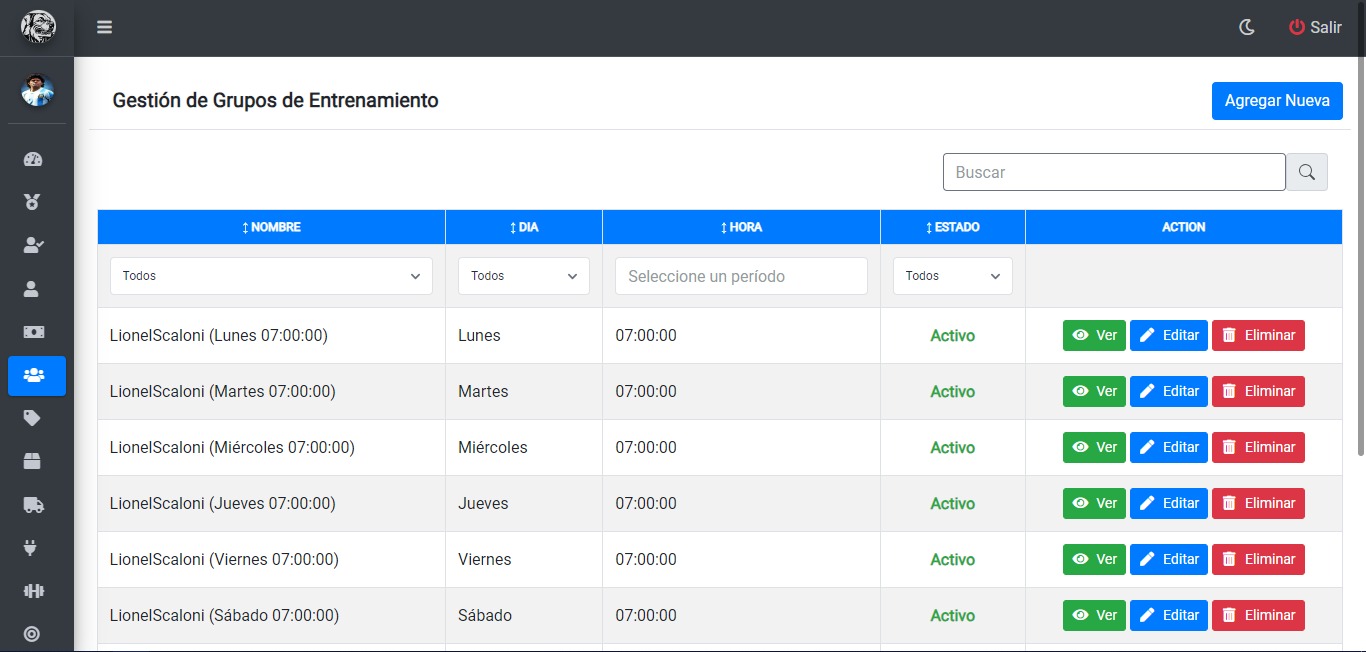 Salir
Gestión de Grupos de Entrenamiento
Agregar Nueva
Buscar
NOMBRE DIA HORA ESTADO ACTION
Todos Todos Seleccione un período Todos
LionelScaloni (Lunes 07:00:00) Lunes 07:00:00 Activo Ver Editar Eliminar
LionelScaloni (Martes 07:00:00) Martes 07:00:00 Activo Ver Editar Eliminar
LionelScaloni (Miércoles 07:00:00) Miércoles 07:00:00 Activo Ver Editar Eliminar
LionelScaloni (Jueves 07:00:00) Jueves 07:00:00 Activo Ver Editar Eliminar
LionelScaloni (Viernes 07:00:00) Viernes 07:00:00 Activo Ver Editar Eliminar
LionelScaloni (Sábado 07:00:00) Sábado 07:00:00 Activo Ver Editar Eliminar